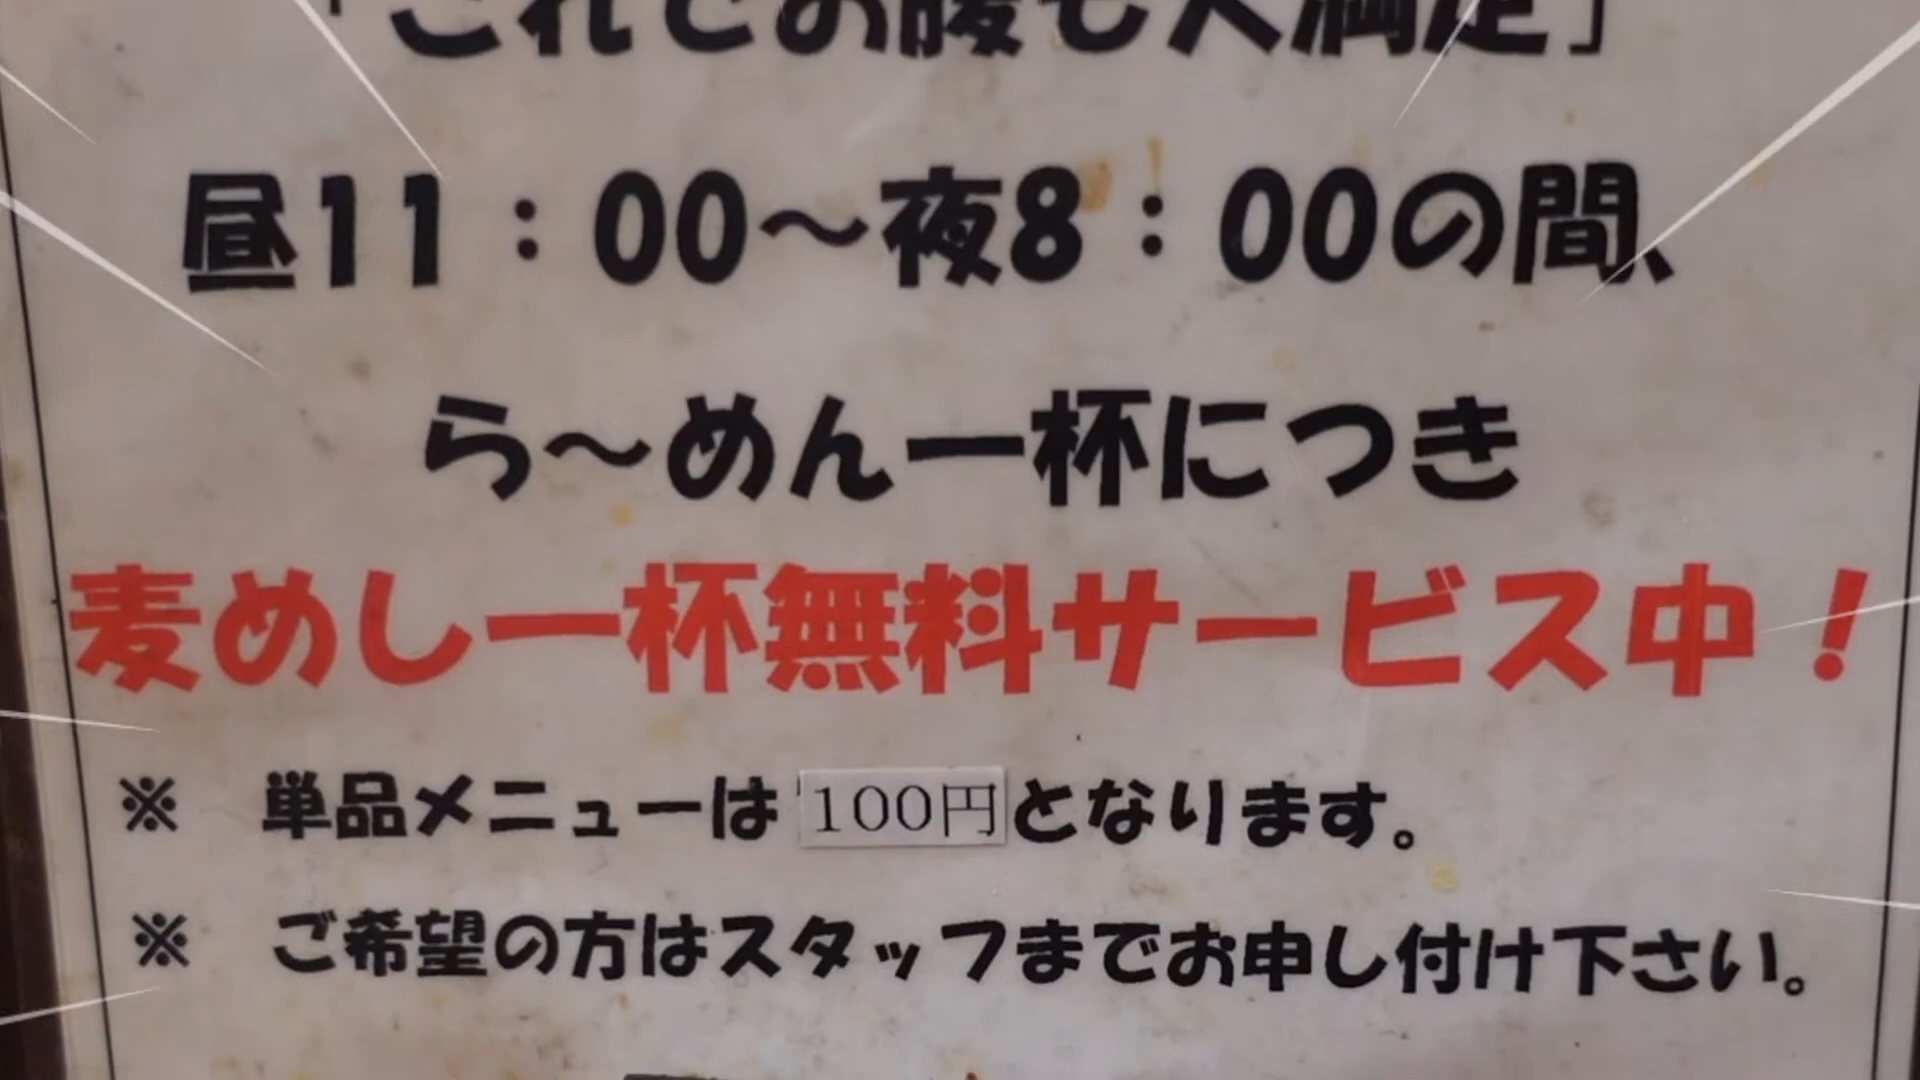 「これでお腹も大満足」
昼11：00～夜8：00の間、
ら～めん一杯につき
麦めし一杯無料サービス中！
※　単品メニューは100円となります。
※　ご希望の方はスタッフまでお申し付け下さい。